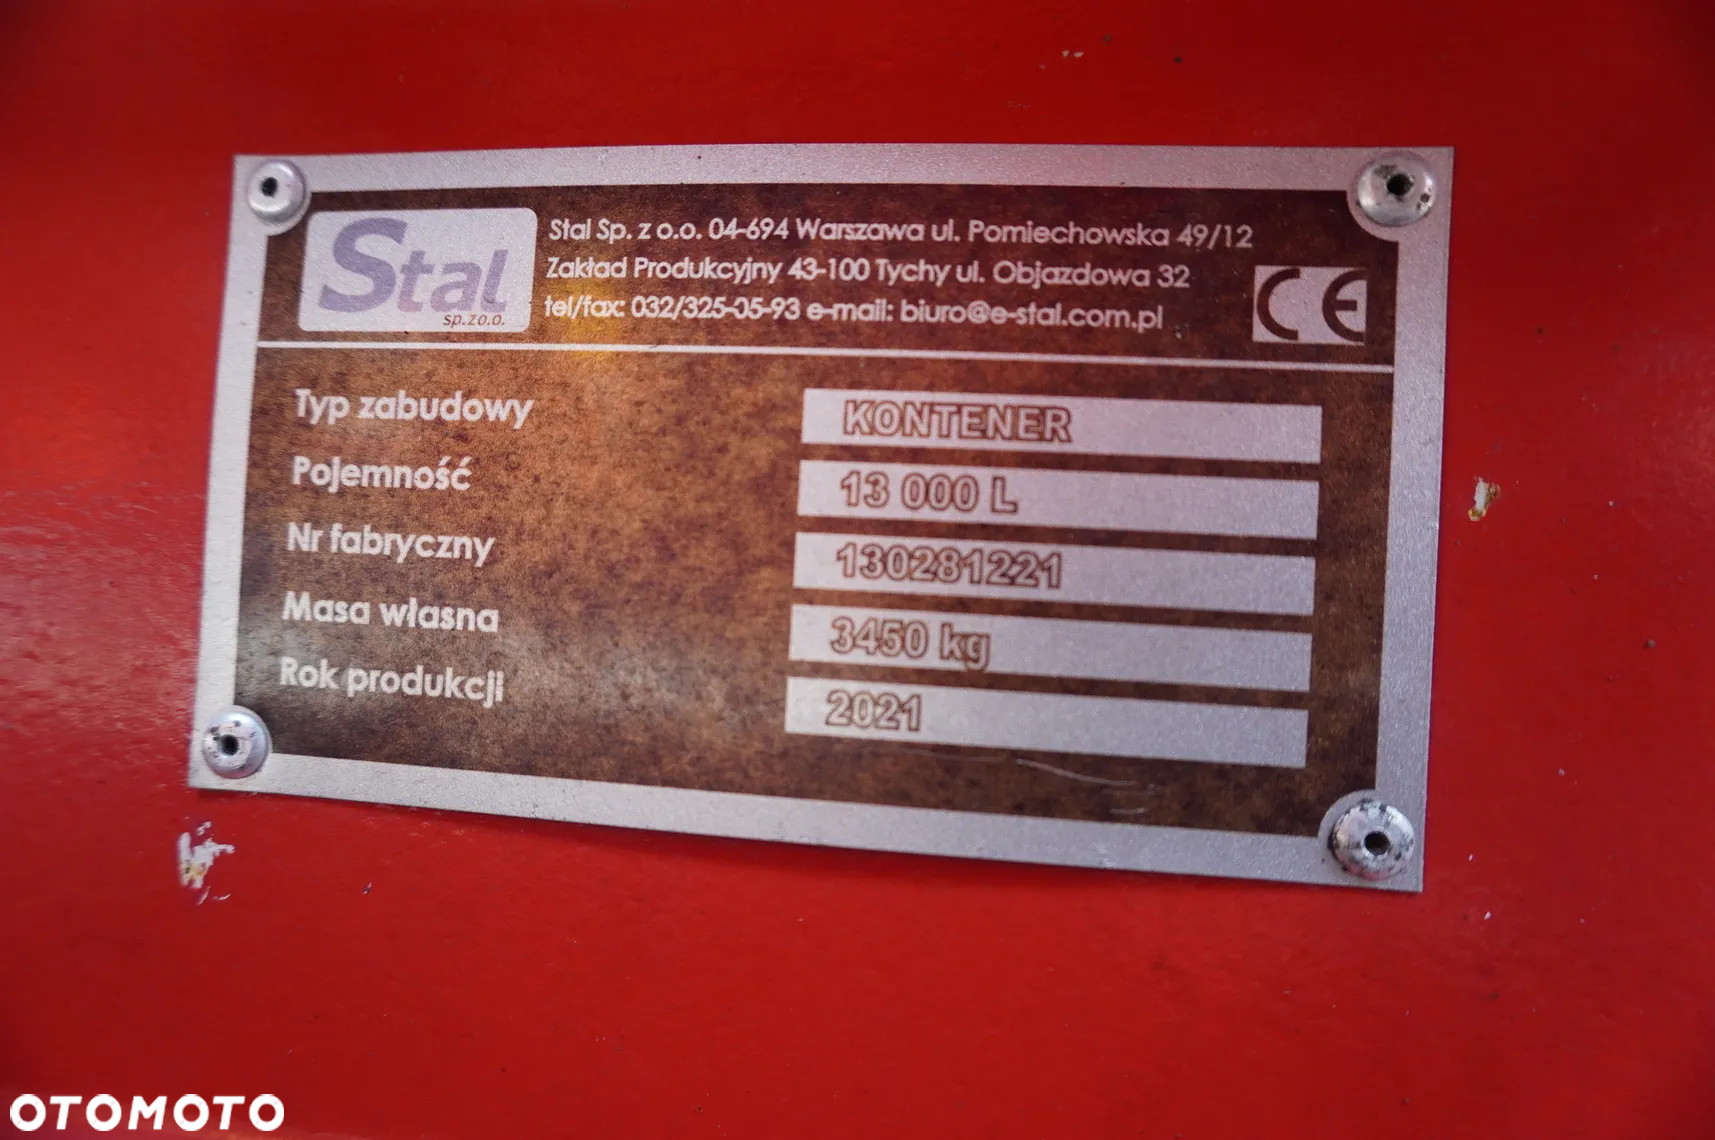 Stal
sp.zo.o.
Stal Sp. z o.o. 04-694 Warszawa ul. Pomiechowska 49/12
Zakład Produkcyjny 43-100 Tychy ul. Objazdowa 32
tel/fax: 032/325-05-93 e-mail: biuro@e-stal.com.pl
CE
Typ zabudowy KONTENER
Pojemność 13 000 L
Nr fabryczny 130281221
Masa własna 3450 kg
Rok produkcji 2021
OTOMOTO